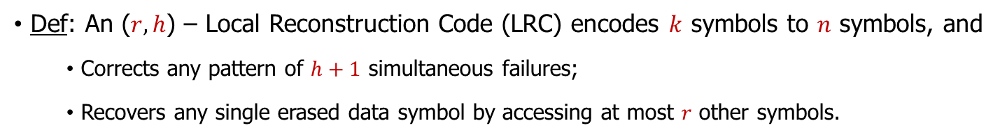 • Def: An (r, h) – Local Reconstruction Code (LRC) encodes k symbols to n symbols, and
• Corrects any pattern of h + 1 simultaneous failures;
• Recovers any single erased data symbol by accessing at most r other symbols.